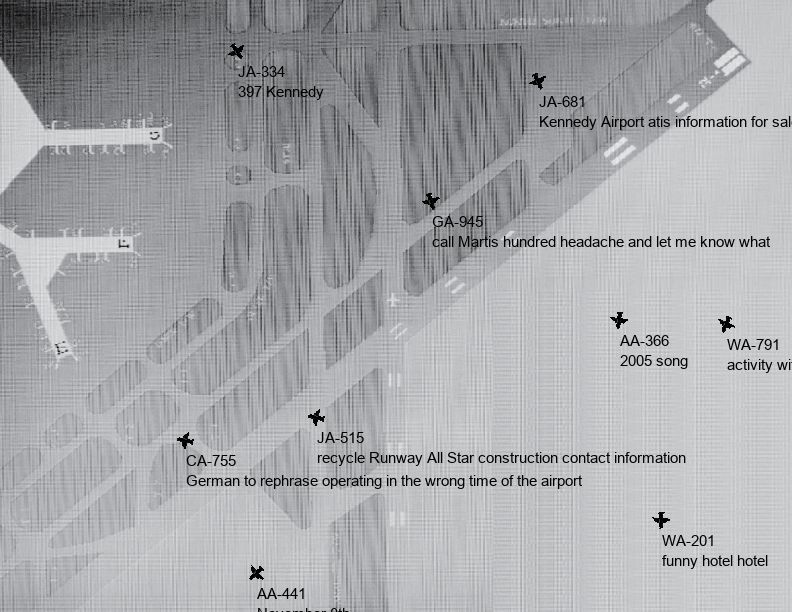 JA-334
397 Kennedy
JA-681
Kennedy Airport atis information for sal
GA-945
call Martis hundred headache and let me know what
AA-366
2005 song
WA-791
activity wi
JA-515
recycle Runway All Star construction contact information
CA-755
German to rephrase operating in the wrong time of the airport
WA-201
funny hotel hotel
AA-441